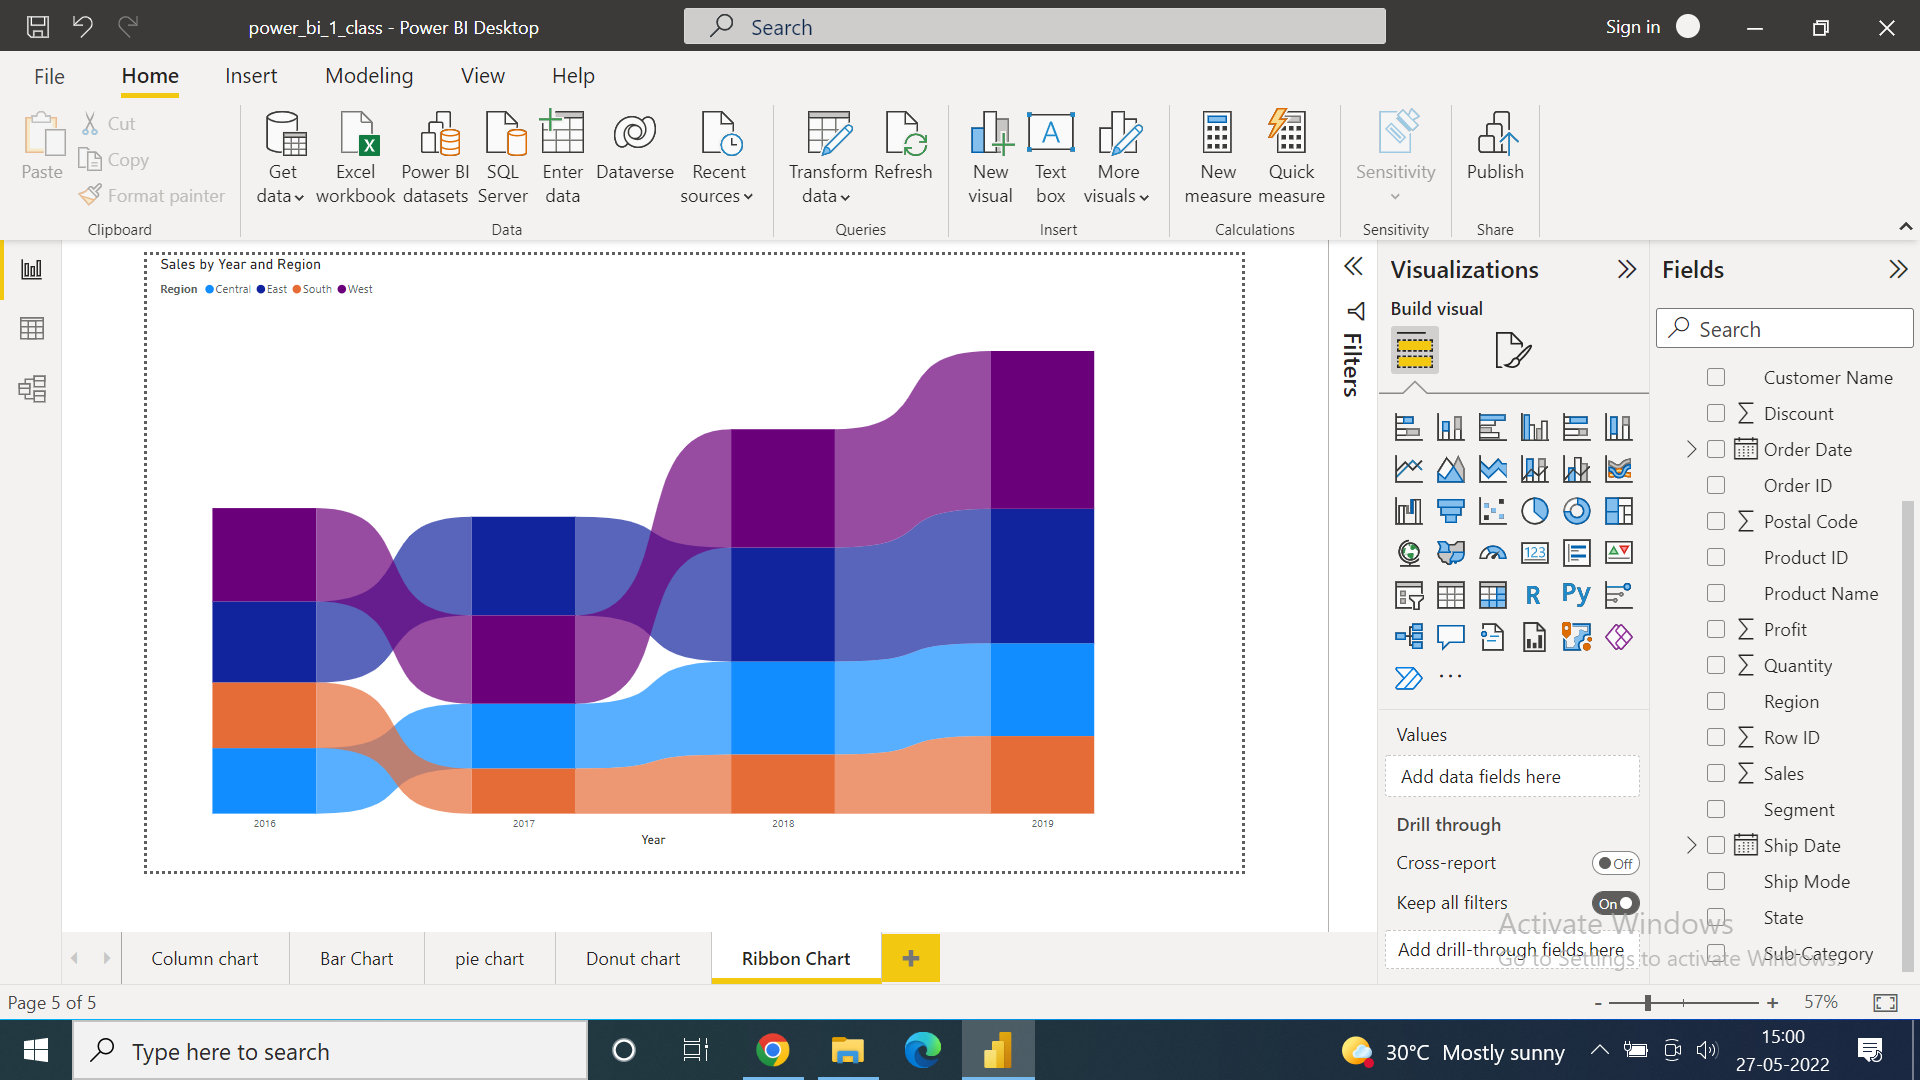 power_bi_1_class - Power BI Desktop
Search
Sign in
File
Home
Insert
Modeling
View
Help
Paste
Cut
Copy
Format painter
Clipboard
Get data
Excel workbook
Power BI datasets
SQL Server
Enter data
Dataverse
Recent sources
Data
Transform data
Refresh
Queries
New visual
Text box
More visuals
Insert
New measure
Quick measure
Calculations
Sensitivity
Sensitivity
Publish
Share
Sales by Year and Region
Region Central East South West
2016 2017 2018 2019
Year
Filters
Visualizations
Build visual
123
R
Py
Values
Add data fields here
Drill through
Cross-report
Off
Keep all filters
On
Add drill-through fields here
Fields
Search
Customer Name
Discount
Order Date
Order ID
Postal Code
Product ID
Product Name
Profit
Quantity
Region
Row ID
Sales
Segment
Ship Date
Ship Mode
State
Sub-Category
Activate Windows
Go to Settings to activate Windows.
Column chart
Bar Chart
pie chart
Donut chart
Ribbon Chart
Page 5 of 5
57%
Type here to search
30°C Mostly sunny
15:00
27-05-2022